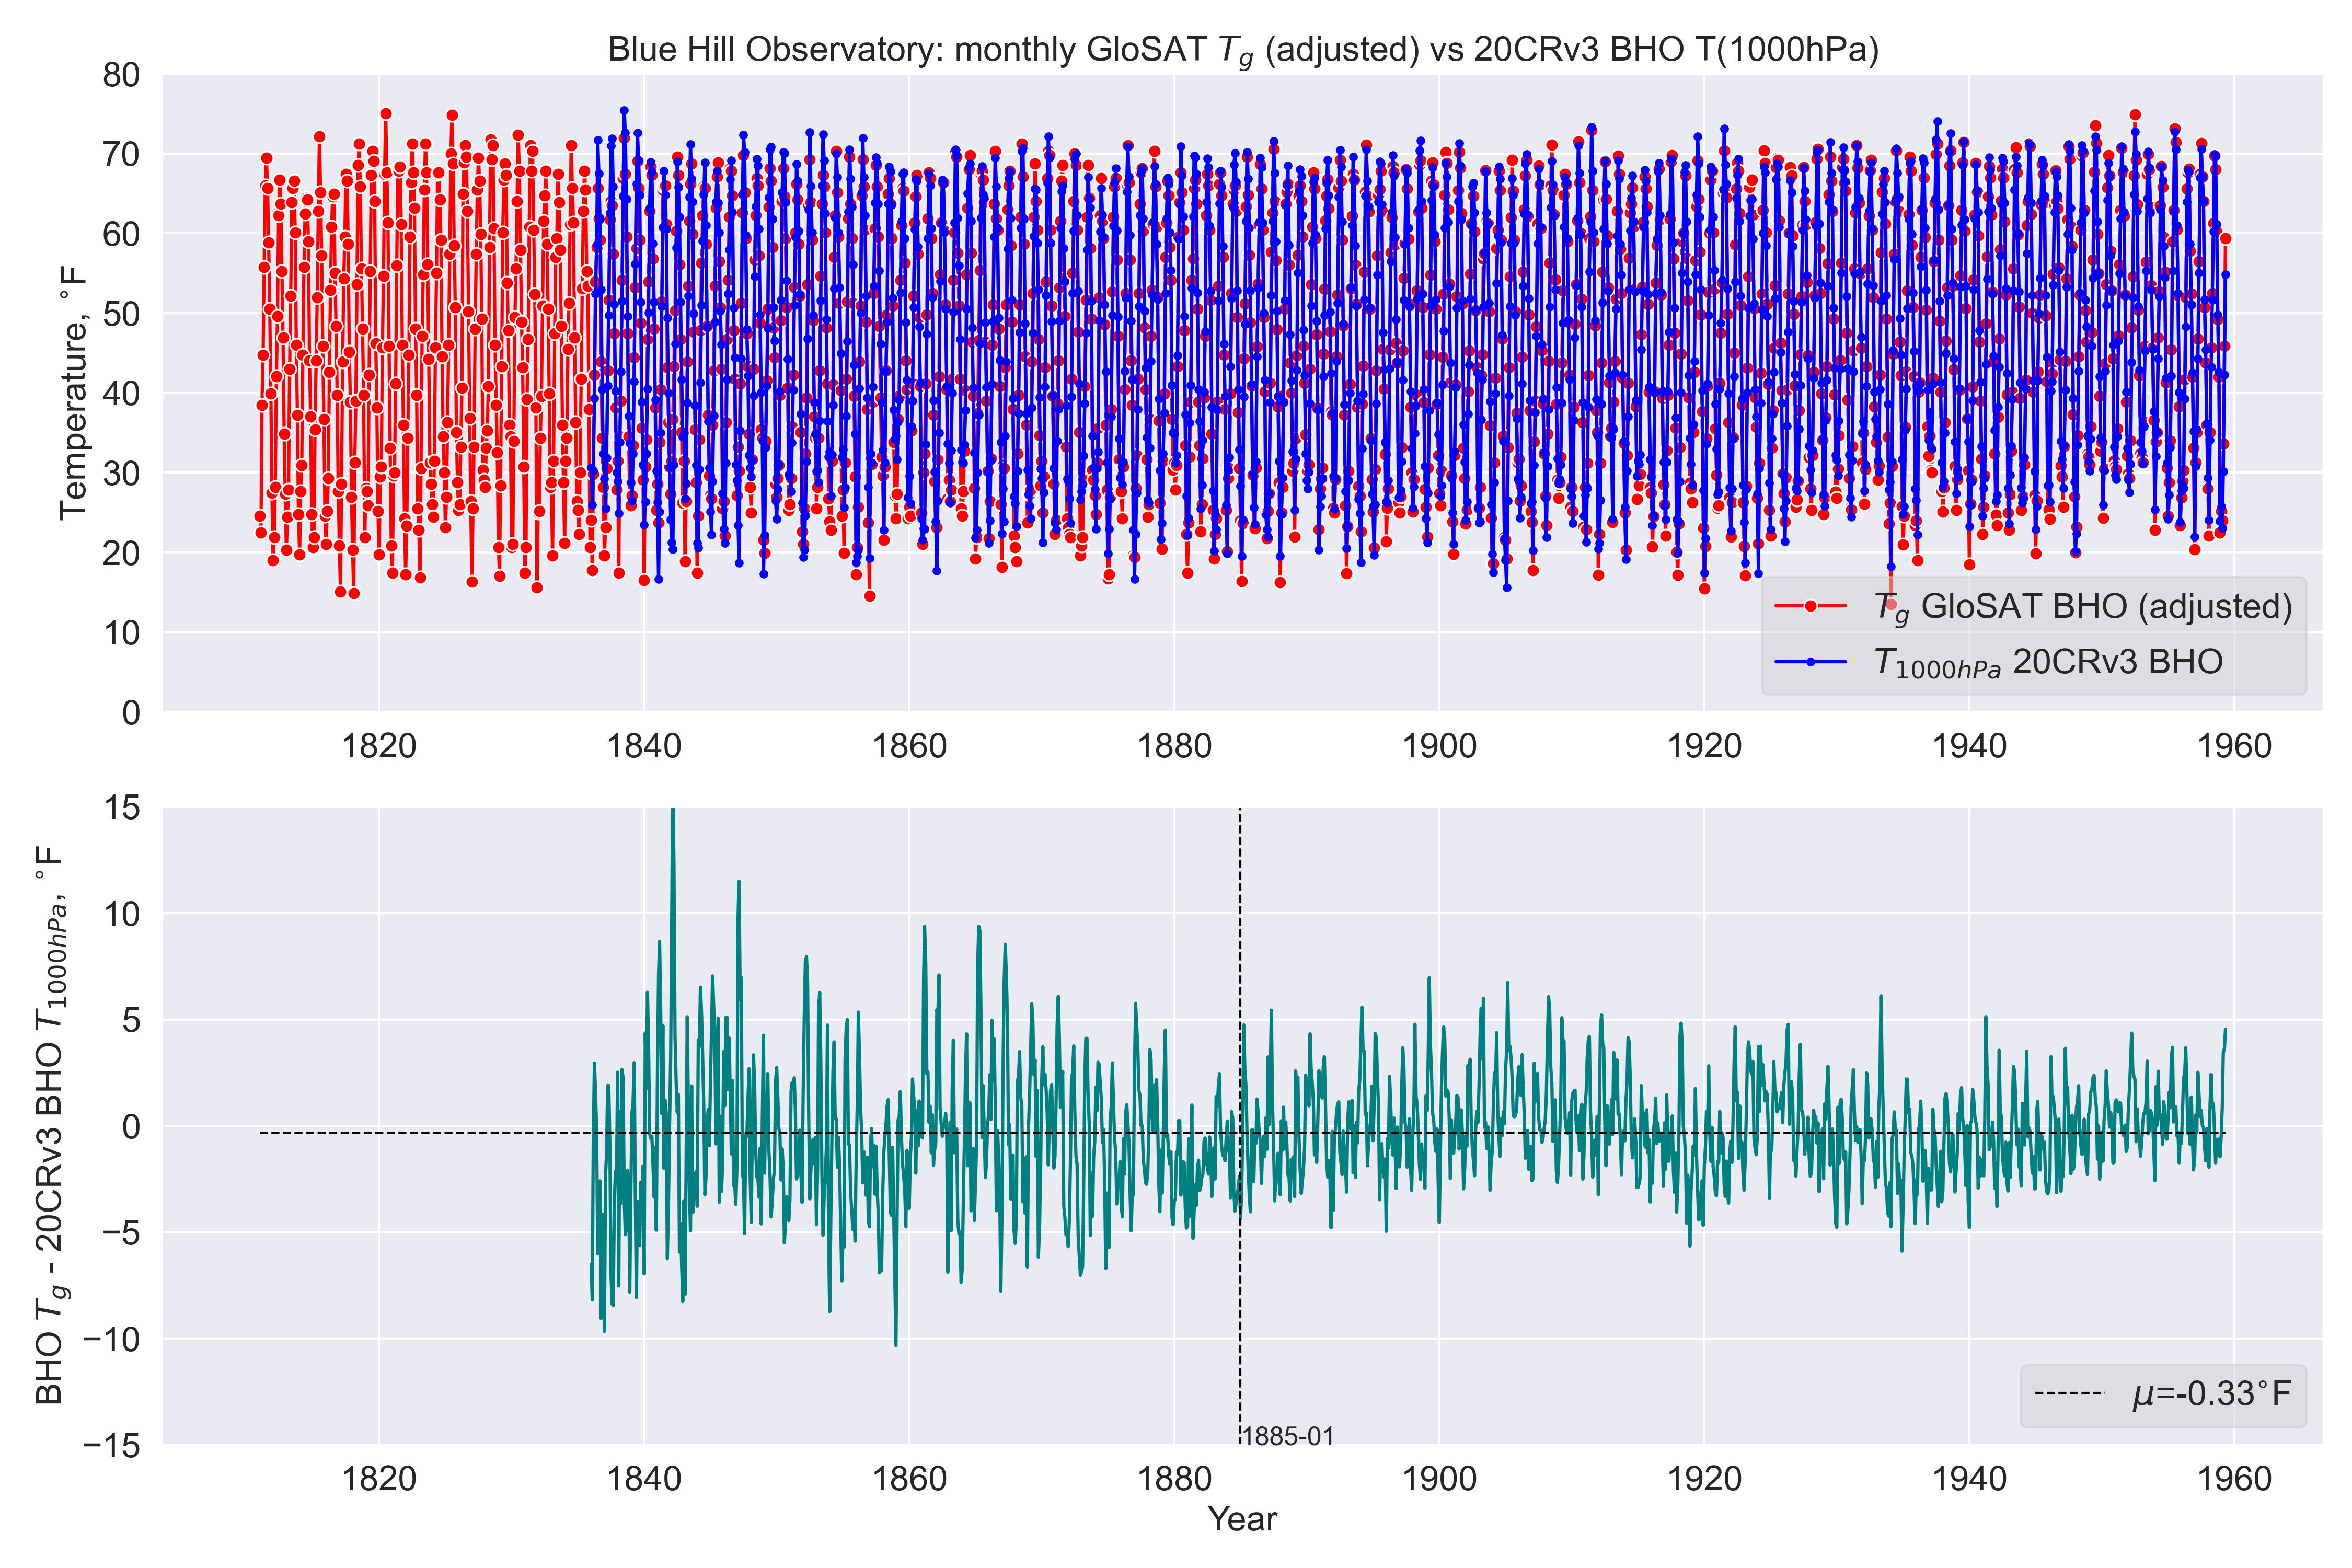 Blue Hill Observatory: monthly GloSAT Tg (adjusted) vs 20CRv3 BHO T(1000hPa)
80
70
60
50
40
30
20
10
0
Temperature, °F
Tg GloSAT BHO (adjusted)
T1000hPa 20CRv3 BHO
1820 1840 1860 1880 1900 1920 1940 1960
15
10
5
0
−5
−10
−15
BHO Tg - 20CRv3 BHO T1000hPa, °F
1885-01
μ=-0.33°F
1820 1840 1860 1880 1900 1920 1940 1960
Year